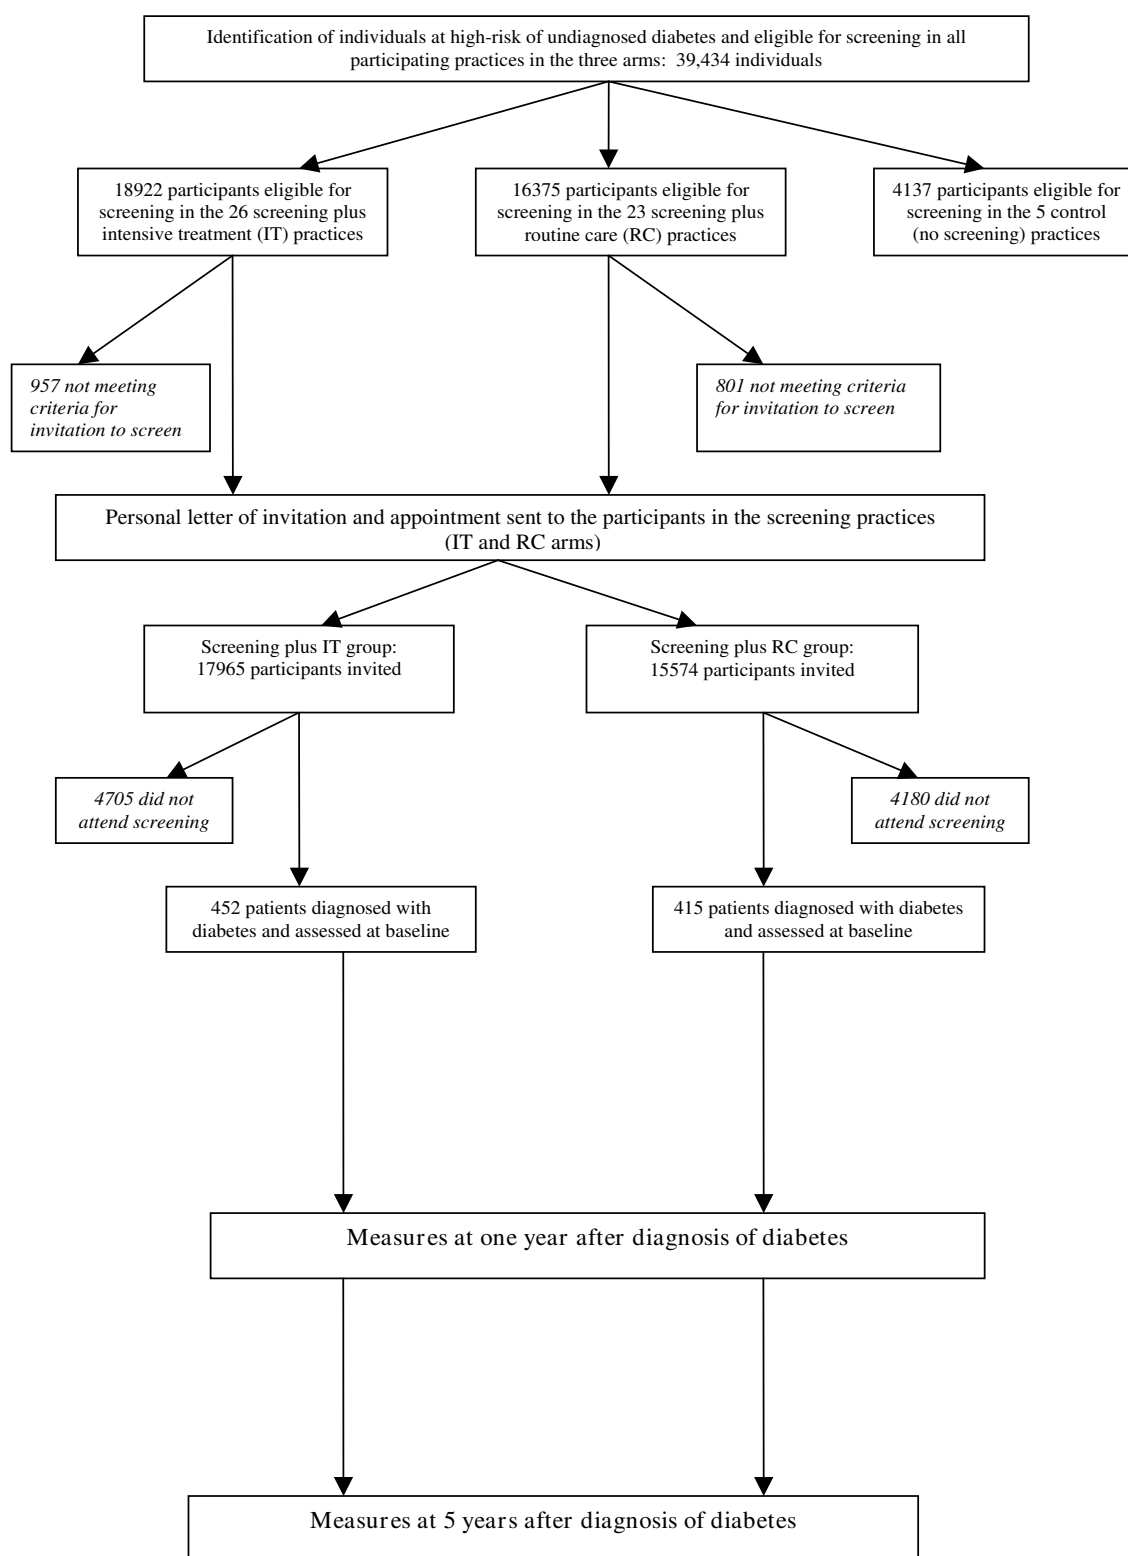 Identification of individuals at high-risk of undiagnosed diabetes and eligible for screening in all
participating practices in the three arms: 39,434 individuals
18922 participants eligible for
screening in the 26 screening plus
intensive treatment (IT) practices
16375 participants eligible for
screening in the 23 screening plus
routine care (RC) practices
4137 participants eligible for
screening in the 5 control
(no screening) practices
957 not meeting
criteria for
invitation to screen
801 not meeting criteria
for invitation to screen
Personal letter of invitation and appointment sent to the participants in the screening practices
(IT and RC arms)
Screening plus IT group:
17965 participants invited
Screening plus RC group:
15574 participants invited
4705 did not
attend screening
4180 did not
attend screening
452 patients diagnosed with
diabetes and assessed at baseline
415 patients diagnosed with diabetes
and assessed at baseline
Measures at one year after diagnosis of diabetes
Measures at 5 years after diagnosis of diabetes